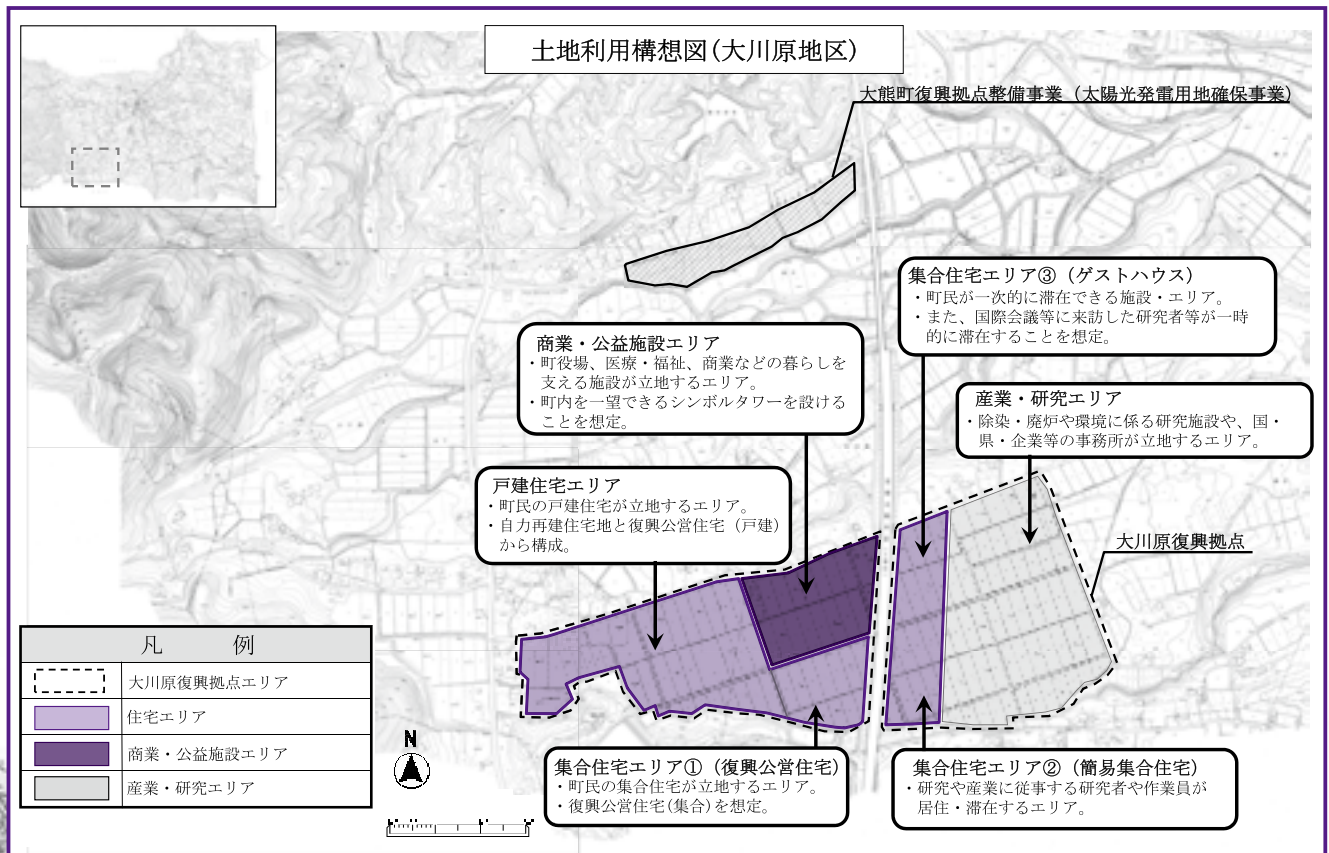 土地利用構想図(大川原地区)
大熊町復興拠点整備事業（太陽光発電用地確保事業）
集合住宅エリア③（ゲストハウス）
・町民が一次的に滞在できる施設・エリア。
・また、国際会議等に来訪した研究者等が一時
的に滞在することを想定。
商業・公益施設エリア
・町役場、医療・福祉、商業などの暮らしを
支える施設が立地するエリア。
・町内を一望できるシンボルタワーを設ける
ことを想定。
産業・研究エリア
・除染・廃炉や環境に係る研究施設や、国・
県・企業等の事務所が立地するエリア。
戸建住宅エリア
・町民の戸建住宅が立地するエリア。
・自力再建住宅地と復興公営住宅（戸建）
から構成。
大川原復興拠点
凡例
大川原復興拠点エリア
住宅エリア
商業・公益施設エリア
産業・研究エリア
N
集合住宅エリア①（復興公営住宅）
・町民の集合住宅が立地するエリア。
・復興公営住宅(集合)を想定。
集合住宅エリア②（簡易集合住宅）
・研究や産業に従事する研究者や作業員が
居住・滞在するエリア。